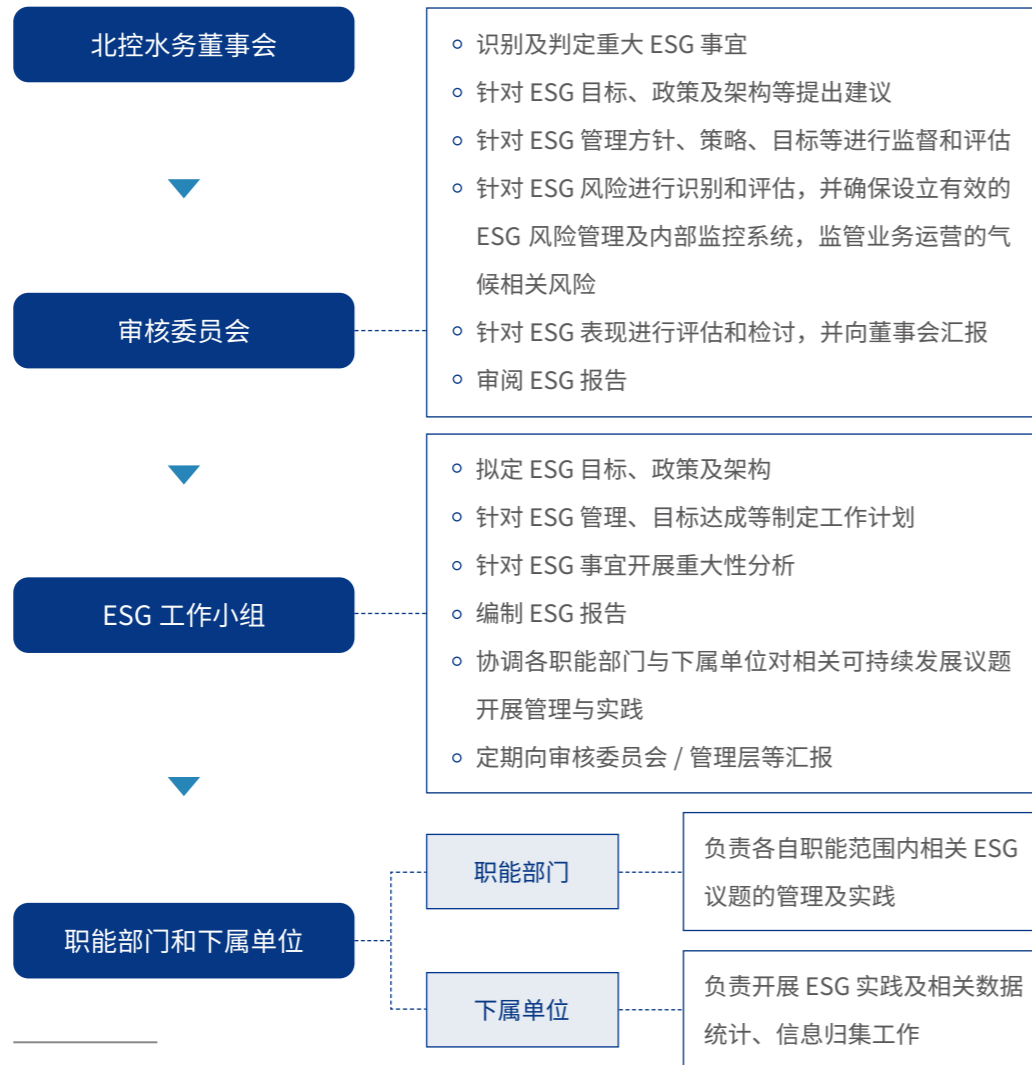 北控水务董事会
识别及判定重大 ESG 事宜
针对 ESG 目标、政策及架构等提出建议
针对 ESG 管理方针、策略、目标等进行监督和评估
针对 ESG 风险进行识别和评估，并确保设立有效的
ESG 风险管理及内部监控系统，监管业务运营的气
候相关风险
审核委员会
针对 ESG 表现进行评估和检讨，并向董事会汇报
审阅 ESG 报告
拟定 ESG 目标、政策及架构
针对 ESG 管理、目标达成等制定工作计划
针对 ESG 事宜开展重大性分析
ESG 工作小组
编制 ESG 报告
协调各职能部门与下属单位对相关可持续发展议题
开展管理与实践
定期向审核委员会 / 管理层等汇报
职能部门和下属单位
职能部门
负责各自职能范围内相关 ESG
议题的管理及实践
下属单位
负责开展 ESG 实践及相关数据
统计、信息归集工作